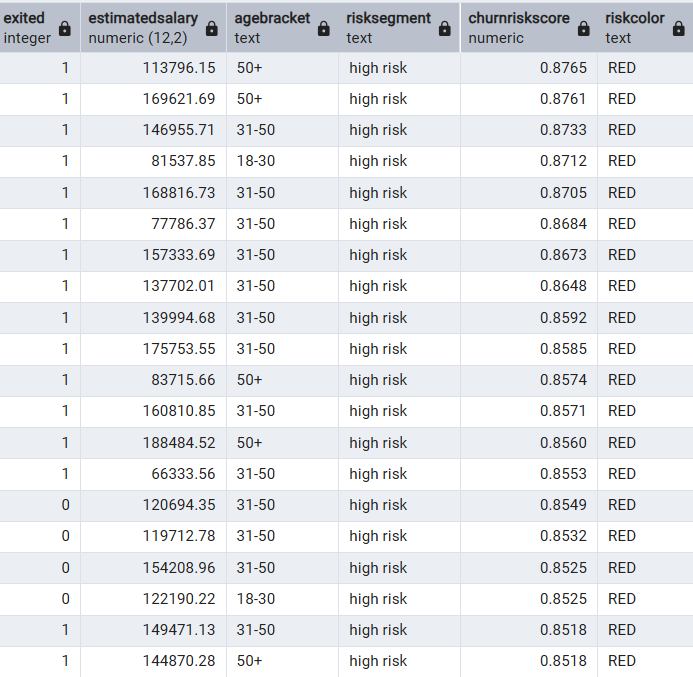 exited estimatedsalary agebracket risksegment churnriskscore riskcolor
integer numeric (12,2) text text numeric text
1 113796.15 50+ high risk 0.8765 RED
1 169621.69 50+ high risk 0.8761 RED
1 146955.71 31-50 high risk 0.8733 RED
1 81537.85 18-30 high risk 0.8712 RED
1 168816.73 31-50 high risk 0.8705 RED
1 77786.37 31-50 high risk 0.8684 RED
1 157333.69 31-50 high risk 0.8673 RED
1 137702.01 31-50 high risk 0.8648 RED
1 139994.68 31-50 high risk 0.8592 RED
1 175753.55 31-50 high risk 0.8585 RED
1 83715.66 50+ high risk 0.8574 RED
1 160810.85 31-50 high risk 0.8571 RED
1 188484.52 50+ high risk 0.8560 RED
1 66333.56 31-50 high risk 0.8553 RED
0 120694.35 31-50 high risk 0.8549 RED
0 119712.78 31-50 high risk 0.8532 RED
0 154208.96 31-50 high risk 0.8525 RED
0 122190.22 18-30 high risk 0.8525 RED
1 149471.13 31-50 high risk 0.8518 RED
1 144870.28 50+ high risk 0.8518 RED